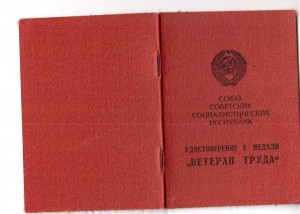 СОЮЗ
СОВЕТСКИХ
СОЦИАЛИСТИЧЕСКИХ
РЕСПУБЛИК
УДОСТОВЕРЕНИЕ К МЕДАЛИ
„ВЕТЕРАН ТРУДА"